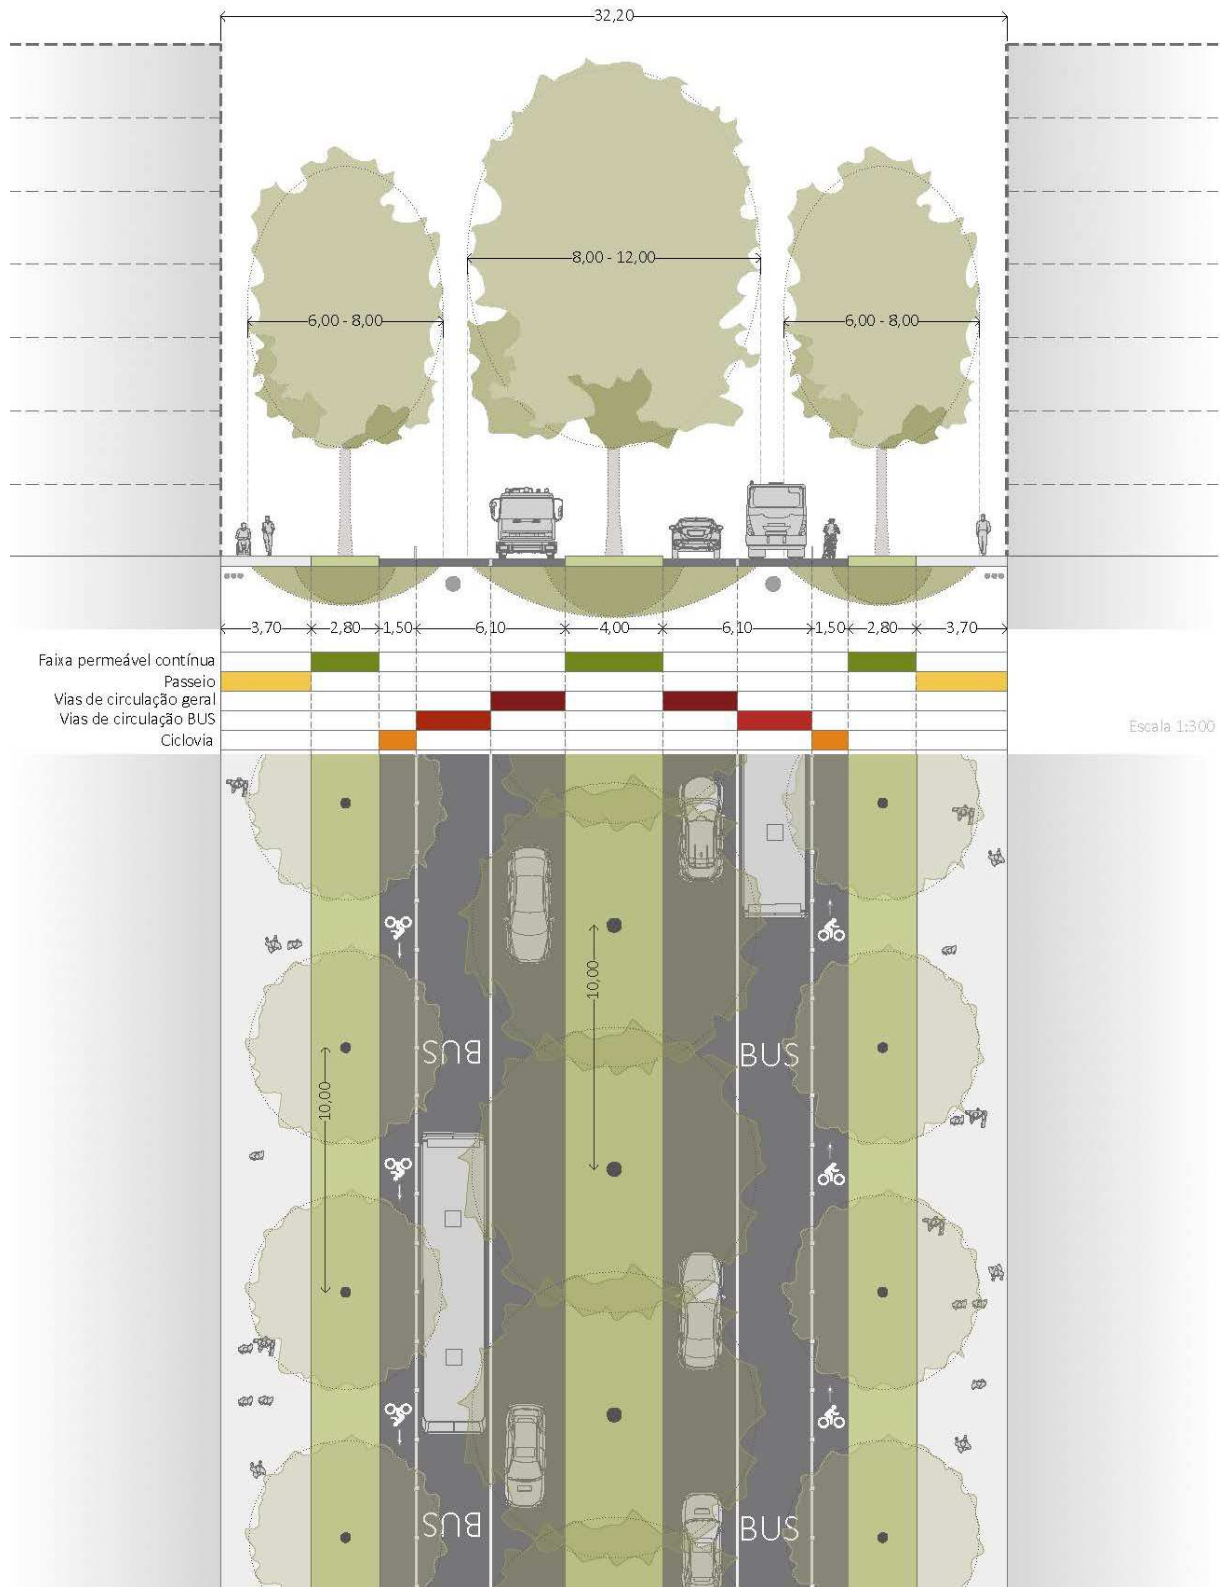 32,20
8,00 - 12,00
6,00 - 8,00
6,00 - 8,00
3,70 2,80 1,50 6,10 4,00 6,10 1,50 2,80 3,70
Faixa permeável contínua
Passeio
Vias de circulação geral
Vias de circulação BUS
Ciclovia
Escala 1:300
10,00
BUS
BUS
10,00
BUS
BUS